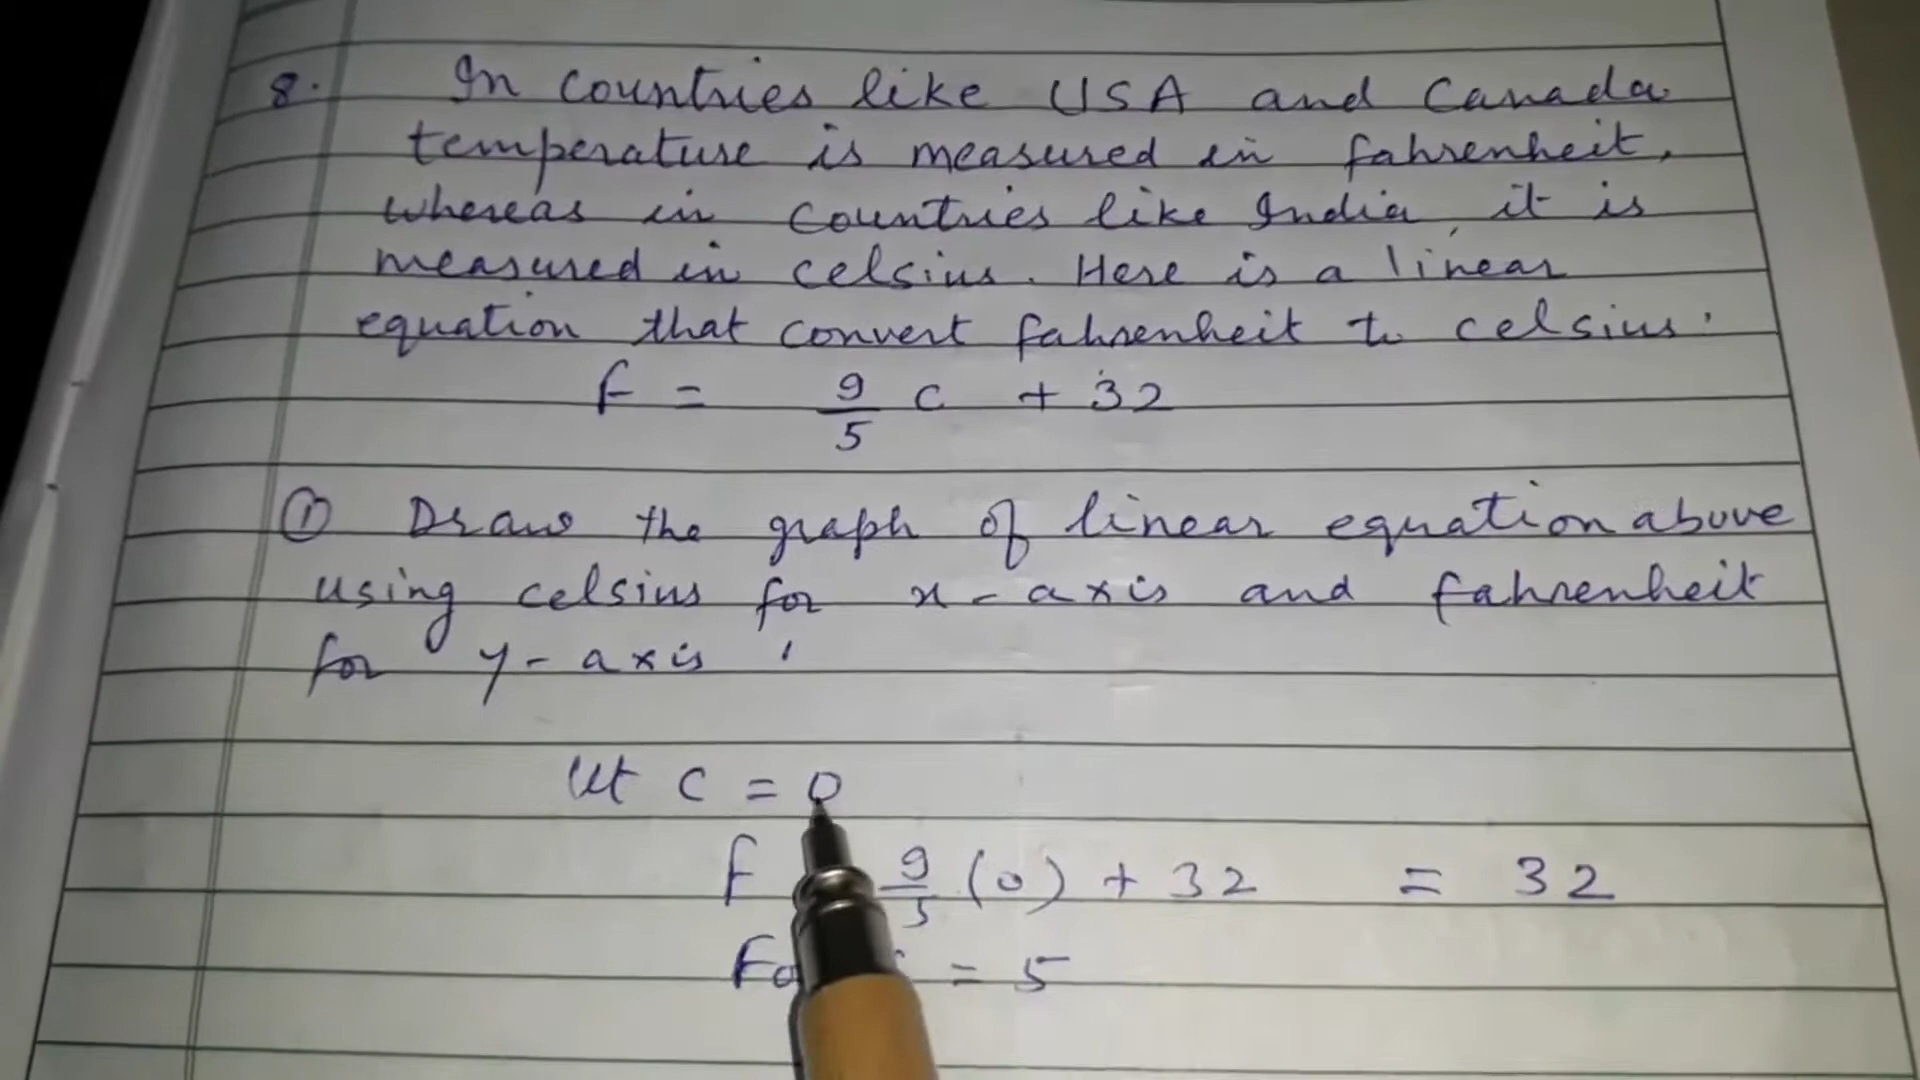 8. In countries like USA and Canada
temperature is measured in fahrenheit,
whereas in countries like India, it is
measured in celsius. Here is a linear
equation that convert fahrenheit to celsius:
F = 9/5 C + 32
① Draw the graph of linear equation above
using celsius for x-axis and fahrenheit
for y-axis!
Let C = 0
F 9/5 (0) + 32 = 32
= 5